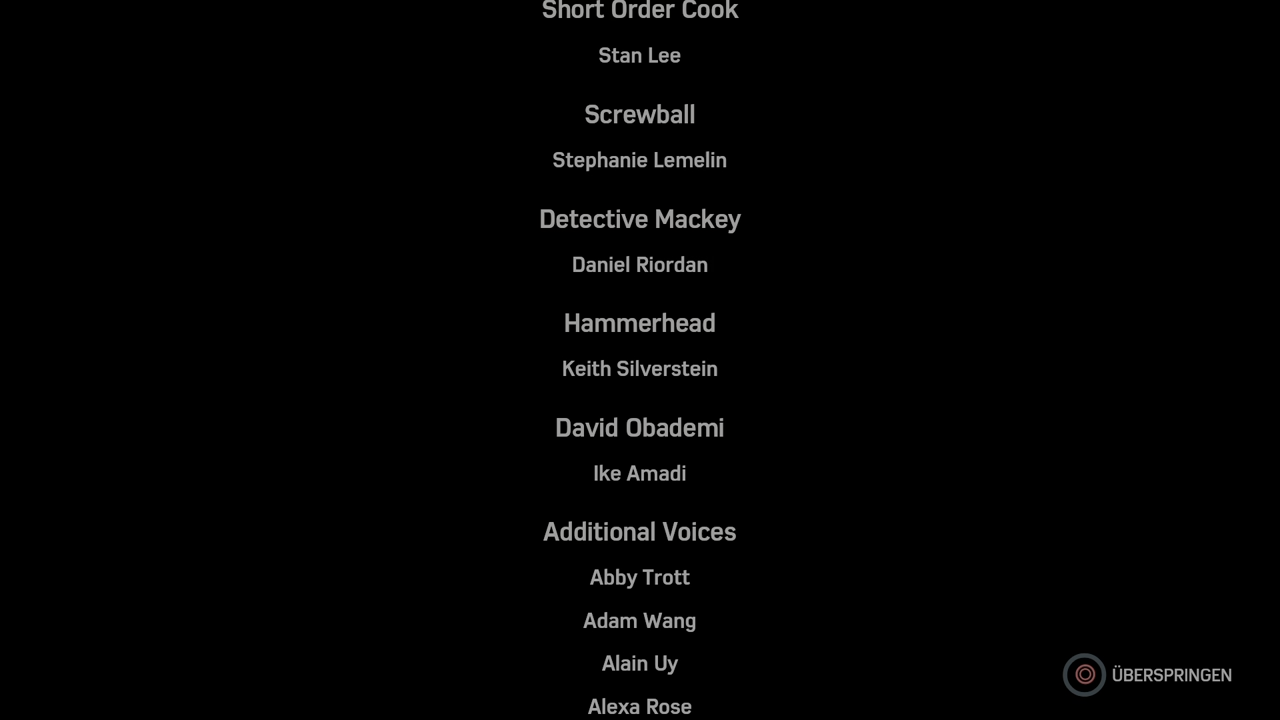 Short Order Cook
Stan Lee
Screwball
Stephanie Lemelin
Detective Mackey
Daniel Riordan
Hammerhead
Keith Silverstein
David Obademi
Ike Amadi
Additional Voices
Abby Trott
Adam Wang
Alain Uy
Alexa Rose
ÜBERSPRINGEN